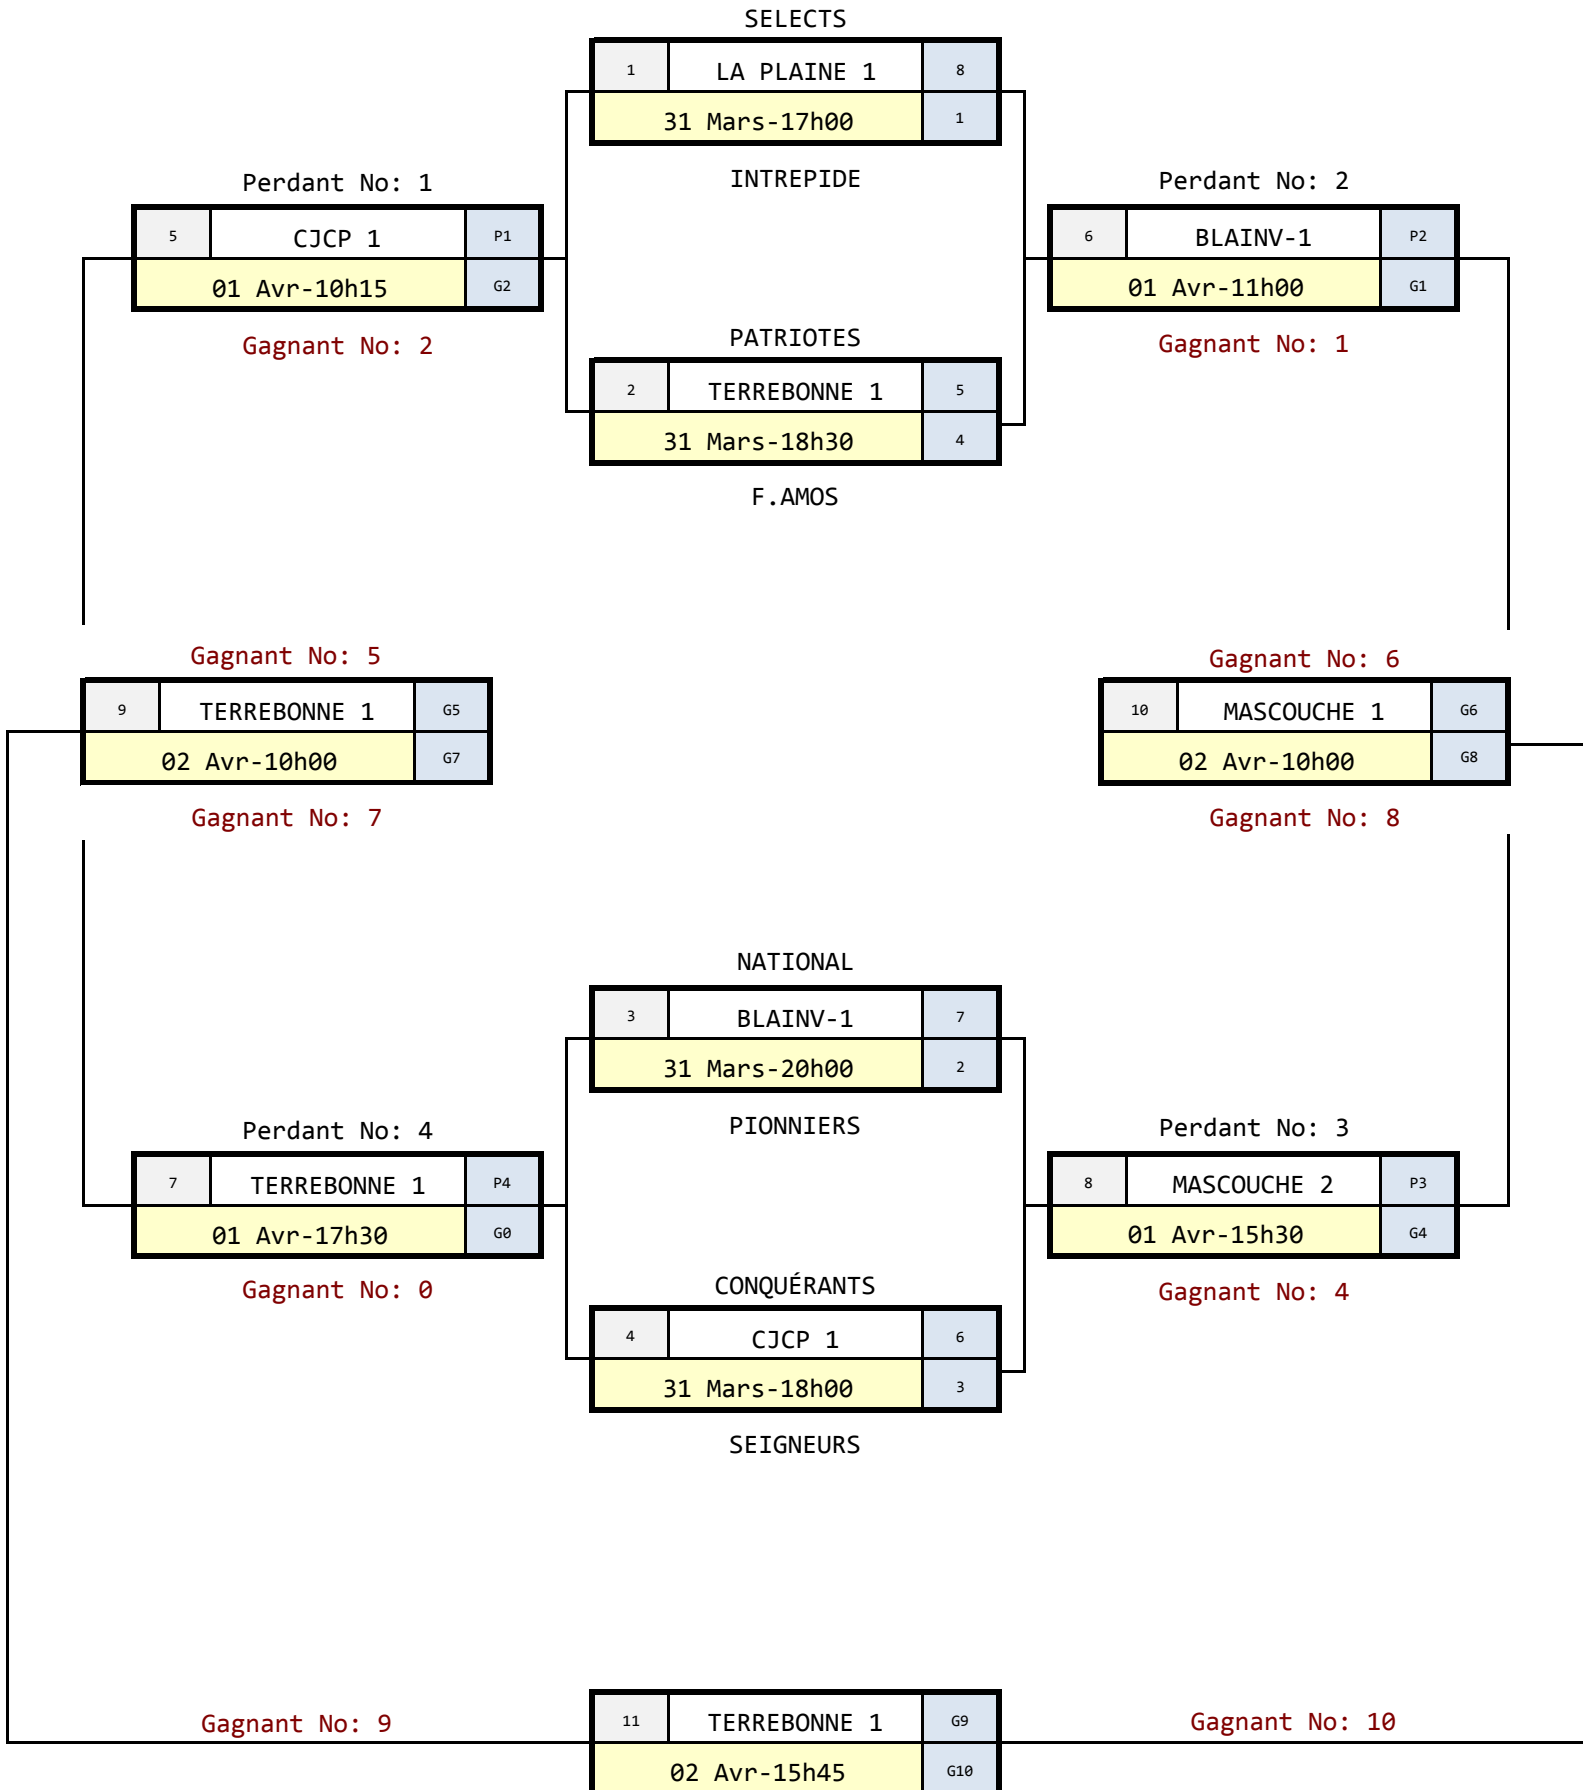 SELECTS
1 LA PLAINE 1 8
31 Mars-17h00 1
INTREPIDE
Perdant No: 1
5 CJCP 1 P1
01 Avr-10h15 G2
Gagnant No: 2
Perdant No: 2
6 BLAINV-1 P2
01 Avr-11h00 G1
Gagnant No: 1
PATRIOTES
2 TERREBONNE 1 5
31 Mars-18h30 4
F.AMOS
Gagnant No: 5
9 TERREBONNE 1 G5
02 Avr-10h00 G7
Gagnant No: 7
Gagnant No: 6
10 MASCOUCHE 1 G6
02 Avr-10h00 G8
Gagnant No: 8
NATIONAL
3 BLAINV-1 7
31 Mars-20h00 2
PIONNIERS
Perdant No: 4
7 TERREBONNE 1 P4
01 Avr-17h30 G0
Gagnant No: 0
Perdant No: 3
8 MASCOUCHE 2 P3
01 Avr-15h30 G4
Gagnant No: 4
CONQUÉRANTS
4 CJCP 1 6
31 Mars-18h00 3
SEIGNEURS
Gagnant No: 9
11 TERREBONNE 1 G9
02 Avr-15h45 G10
Gagnant No: 10